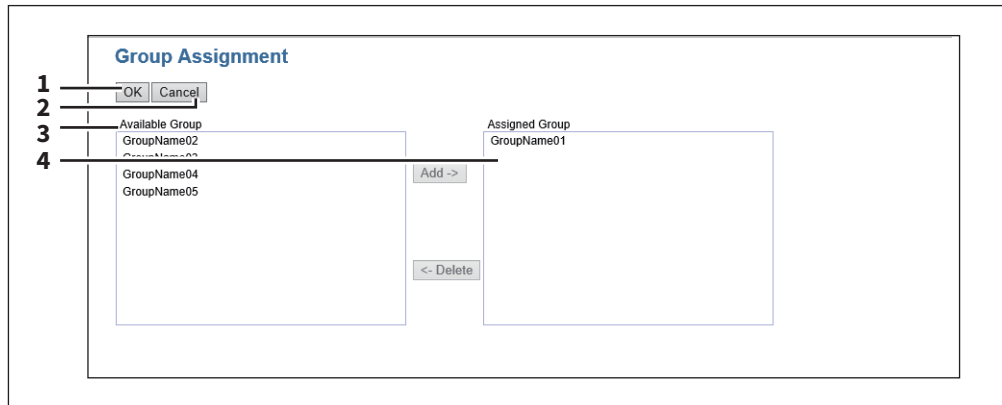 Group Assignment
1
OK Cancel
2
3
Available Group
Assigned Group
GroupName02
GroupName01
4
GroupName04
Add ->
GroupName05
<- Delete